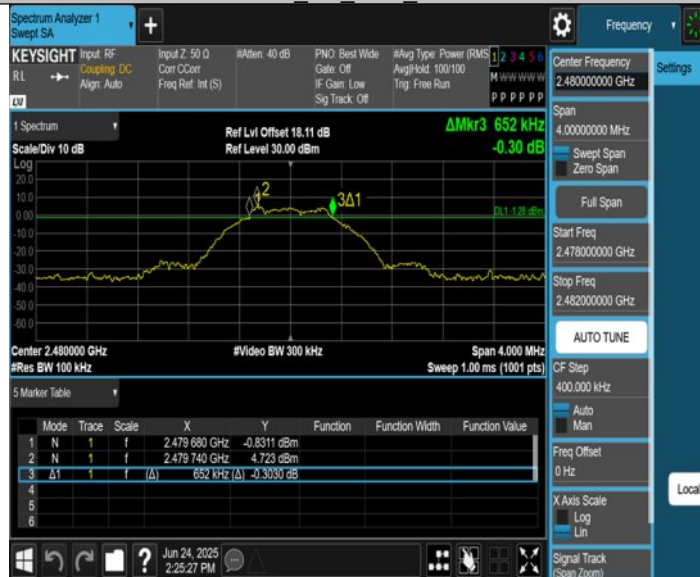 Spectrum Analyzer 1
Swept SA
Frequency
KEYSIGHT Input: RF Input Z: 50 Ω #Atten: 40 dB PNO: Best Wide #Avg Type: Power (RMS 1 2 3 4 5 6
RL Coupling: DC Corr CCorr Gate: Off Avg|Hold: 100/100 M W W W W W
Align: Auto Freq Ref: Int (S) IF Gain: Low Trig: Free Run
Sig Track: Off P P P P P P
LXI
1 Spectrum
Ref Lvl Offset 18.11 dB ΔMkr3 652 kHz
Scale/Div 10 dB Ref Level 30.00 dBm -0.30 dB
Log
20.0
10.0
0.00
-10.0
-20.0
-30.0
-40.0
-50.0
-60.0
2
3Δ1
DL1 -1.28 dBm
Center 2.480000 GHz #Video BW 300 kHz Span 4.000 MHz
#Res BW 100 kHz Sweep 1.00 ms (1001 pts)
5 Marker Table
Mode Trace Scale X Y Function Function Width Function Value
1 N 1 f 2.479 680 GHz -0.8311 dBm
2 N 1 f 2.479 740 GHz 4.723 dBm
3 Δ1 1 f (Δ) 652 kHz (Δ) -0.3030 dB
4
5
6
Jun 24, 2025
2:25:27 PM
Center Frequency
2.480000000 GHz
Settings
Span
4.00000000 MHz
Swept Span
Zero Span
Full Span
Start Freq
2.478000000 GHz
Stop Freq
2.482000000 GHz
AUTO TUNE
CF Step
400.000 kHz
Auto
Man
Freq Offset
0 Hz
Local
X Axis Scale
Log
Lin
Signal Track
(Span Zoom)